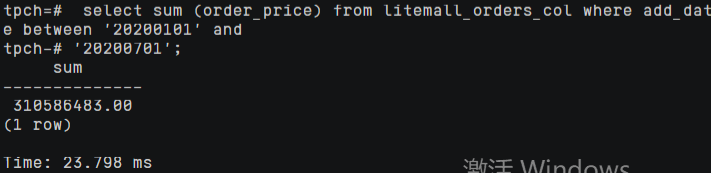 tpch=#  select sum (order_price) from litemall_orders_col where add_dat
e between '20200101' and
tpch-# '20200701';
     sum
--------------
 310586483.00
(1 row)
Time: 23.798 ms
激活 Windows